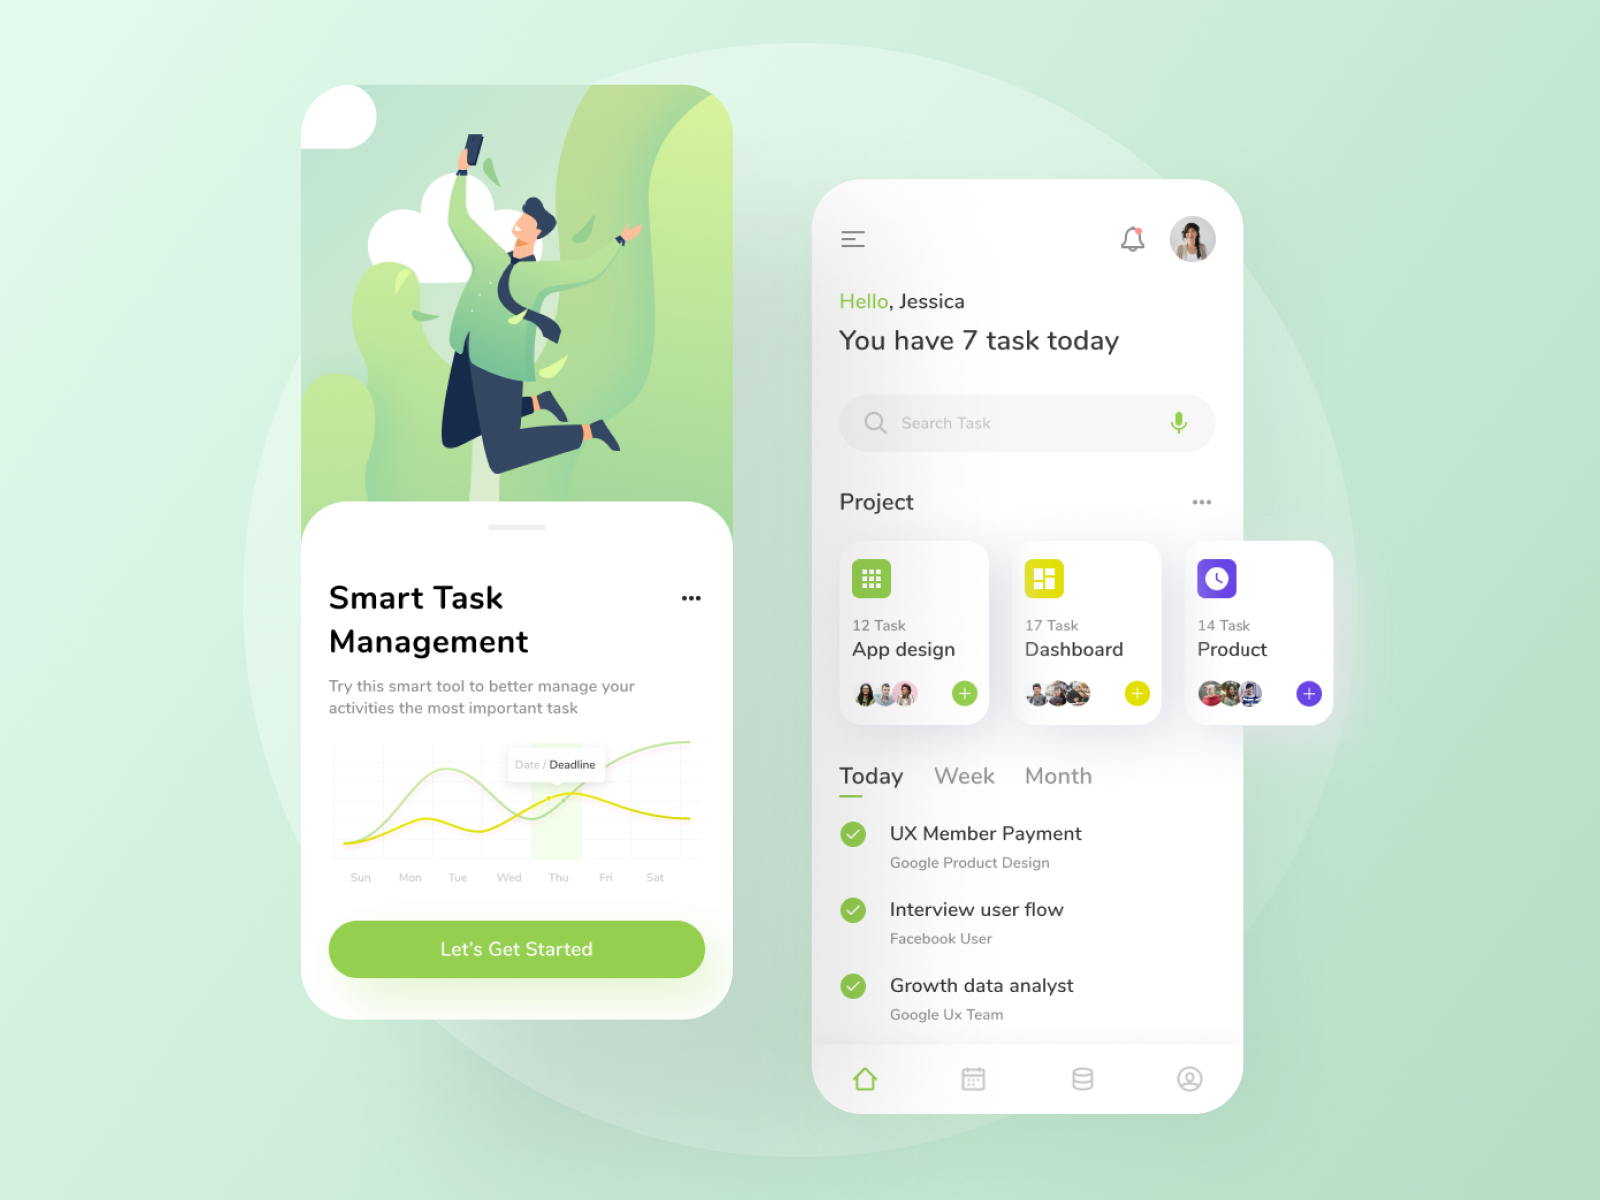 Smart Task
Management
Try this smart tool to better manage your
activities the most important task
Date / Deadline
Sun Mon Tue Wed Thu Fri Sat
Let's Get Started
Hello, Jessica
You have 7 task today
Search Task
Project
12 Task
App design
17 Task
Dashboard
14 Task
Product
Today Week Month
UX Member Payment
Google Product Design
Interview user flow
Facebook User
Growth data analyst
Google Ux Team